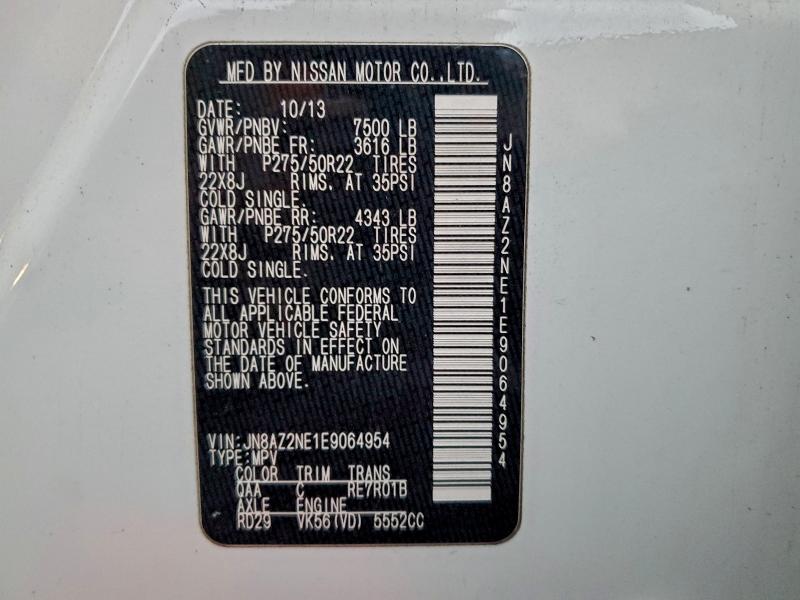 MFD BY NISSAN MOTOR CO.,LTD.
DATE: 10/13
GVWR/PNBV: 7500 LB
GAWR/PNBE FR: 3616 LB
WITH P275/50R22 TIRES
22X8J RIMS. AT 35PSI
COLD SINGLE.
GAWR/PNBE RR: 4343 LB
WITH P275/50R22 TIRES
22X8J RIMS. AT 35PSI
COLD SINGLE.
THIS VEHICLE CONFORMS TO
ALL APPLICABLE FEDERAL
MOTOR VEHICLE SAFETY
STANDARDS IN EFFECT ON
THE DATE OF MANUFACTURE
SHOWN ABOVE.
VIN:JN8AZ2NE1E9064954
TYPE:MPV
COLOR TRIM TRANS
QAA C RE7R01B
AXLE ENGINE
RD29 VK56(VD) 5552CC
JN8AZ2NE1E9064954